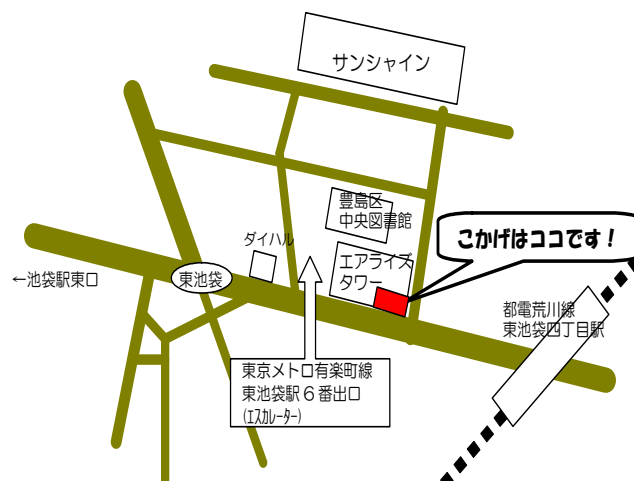 サンシャイン
豊島区
中央図書館
こかげはココです！
ダイハル
エアライズ
タワー
←池袋駅東口
東池袋
都電荒川線
東池袋四丁目駅
東京メトロ有楽町線
東池袋駅６番出口
(ｴｽｶﾚｰﾀｰ)